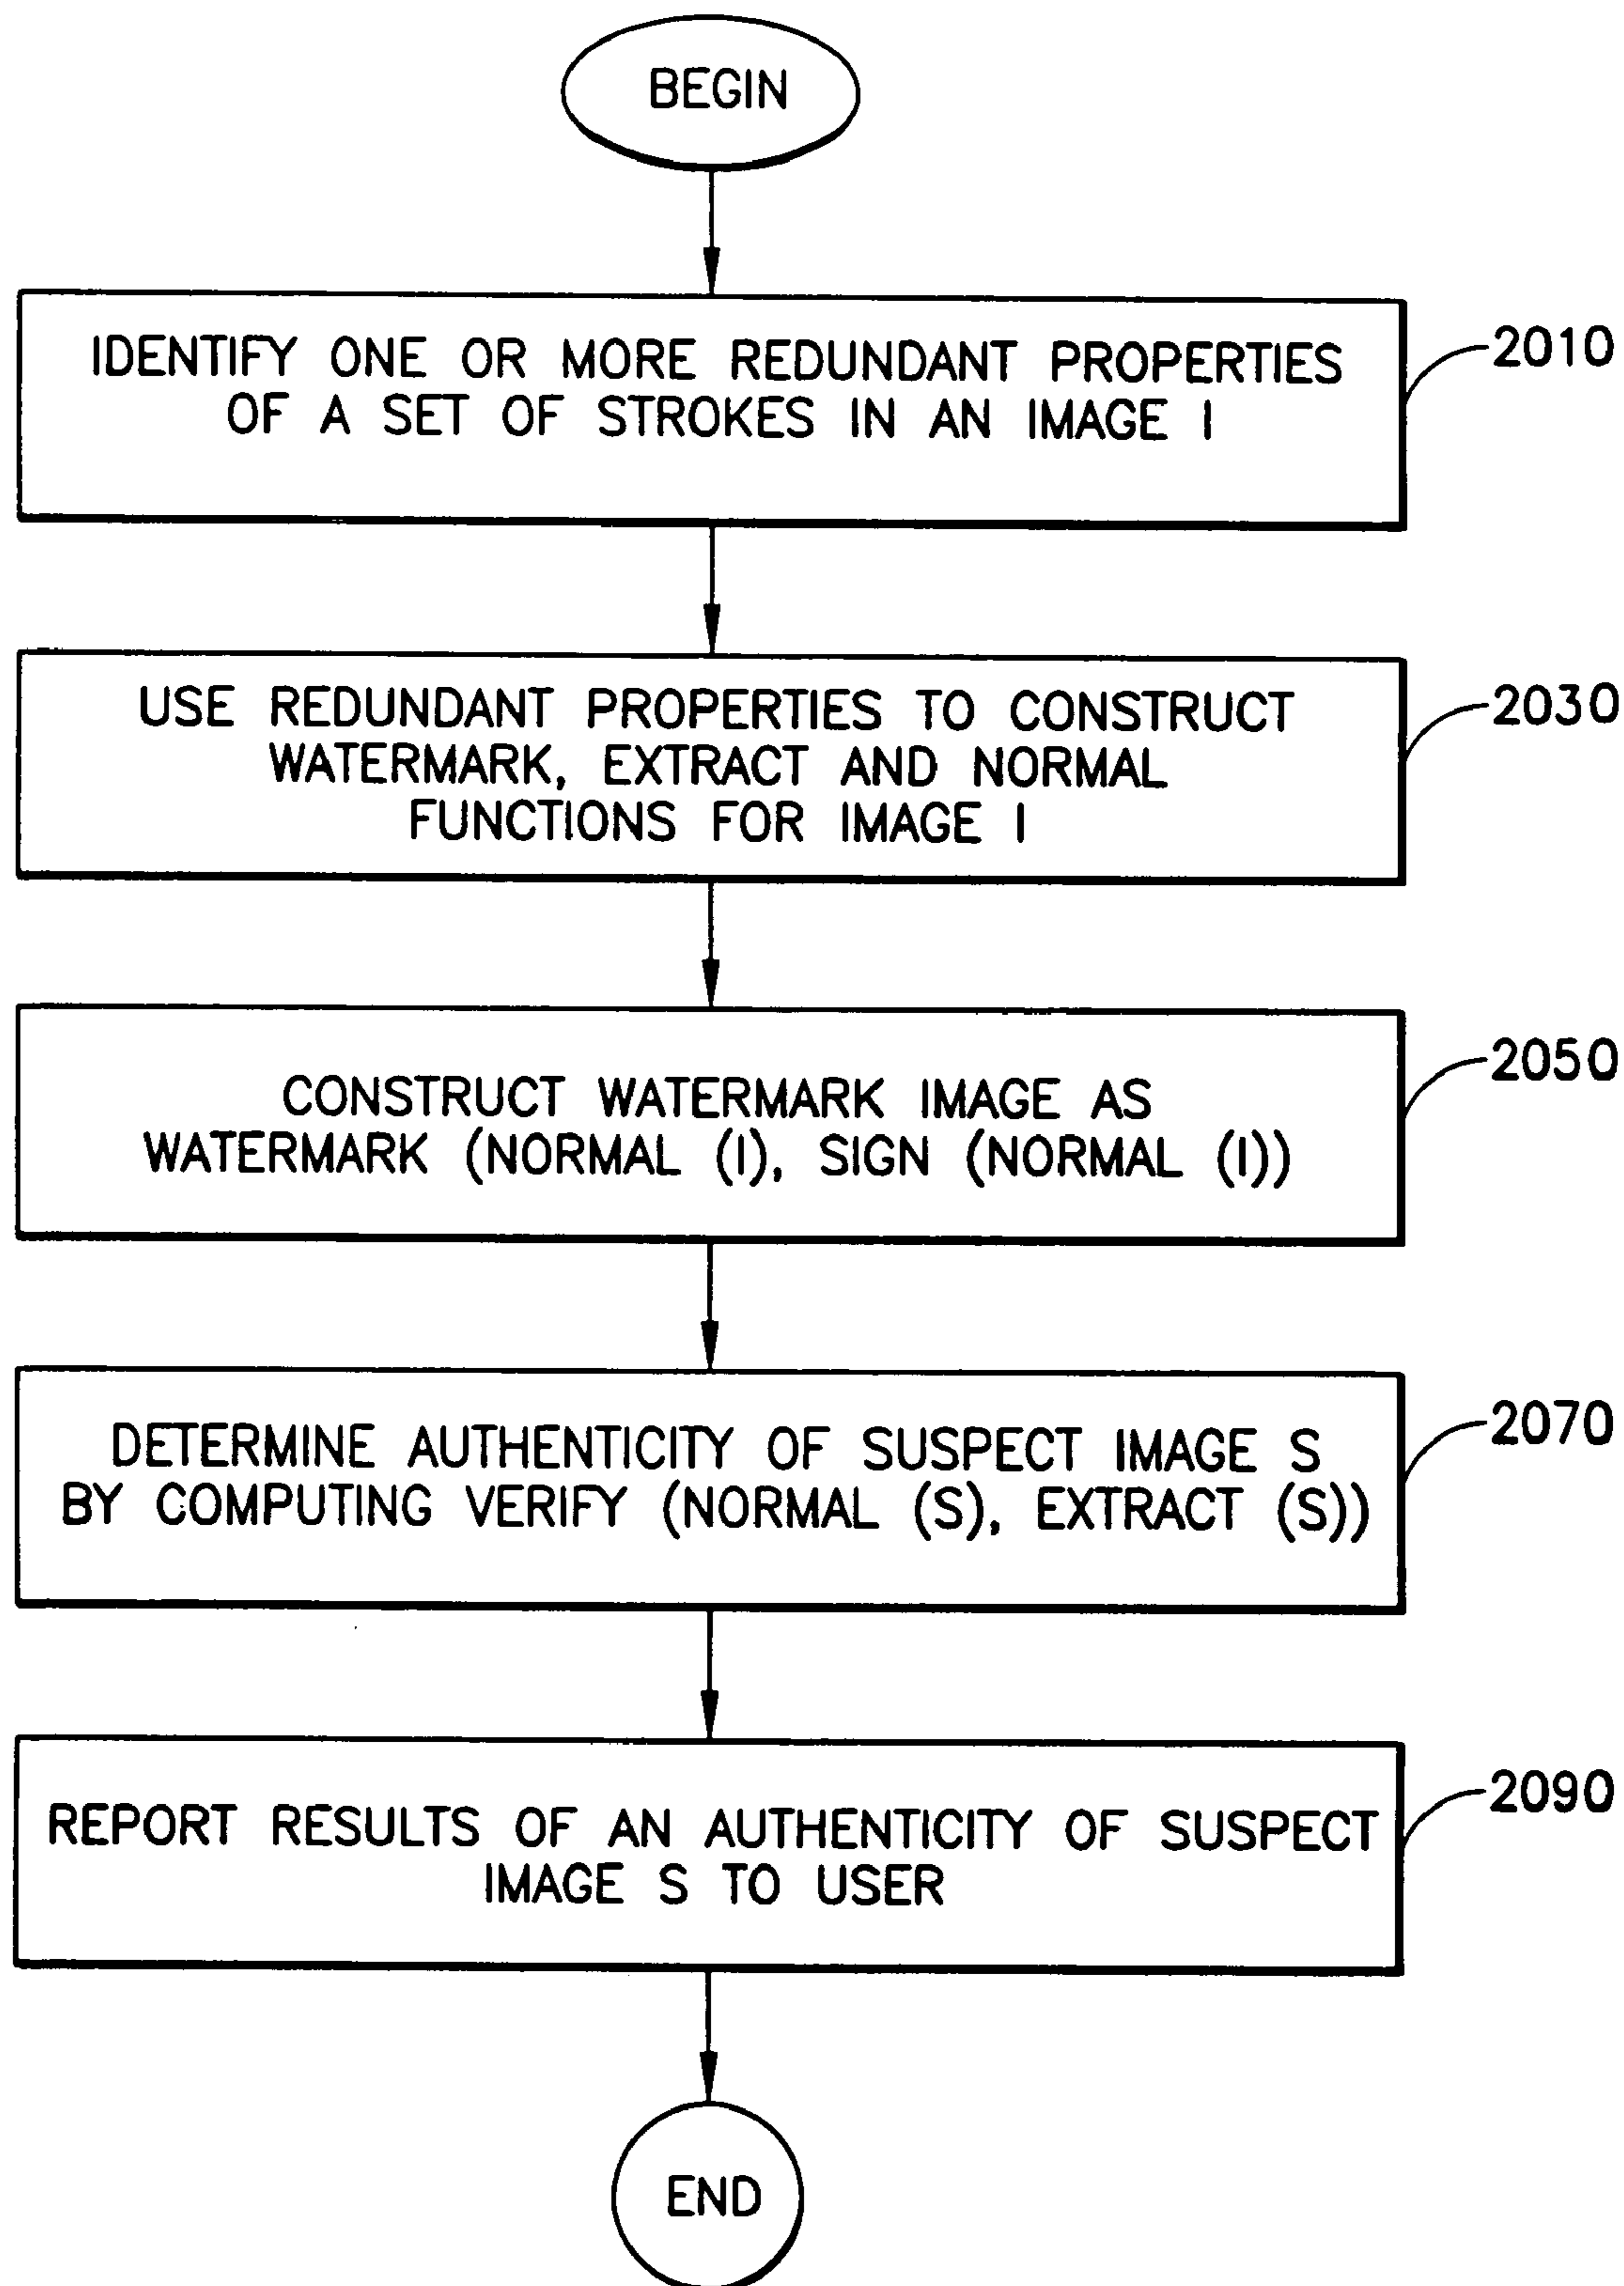 BEGIN
IDENTIFY ONE OR MORE REDUNDANT PROPERTIES
OF A SET OF STROKES IN AN IMAGE I
2010
USE REDUNDANT PROPERTIES TO CONSTRUCT
WATERMARK, EXTRACT AND NORMAL
FUNCTIONS FOR IMAGE I
2030
CONSTRUCT WATERMARK IMAGE AS
WATERMARK (NORMAL (I), SIGN (NORMAL (I))
2050
DETERMINE AUTHENTICITY OF SUSPECT IMAGE S
BY COMPUTING VERIFY (NORMAL (S), EXTRACT (S))
2070
REPORT RESULTS OF AN AUTHENTICITY OF SUSPECT
IMAGE S TO USER
2090
END